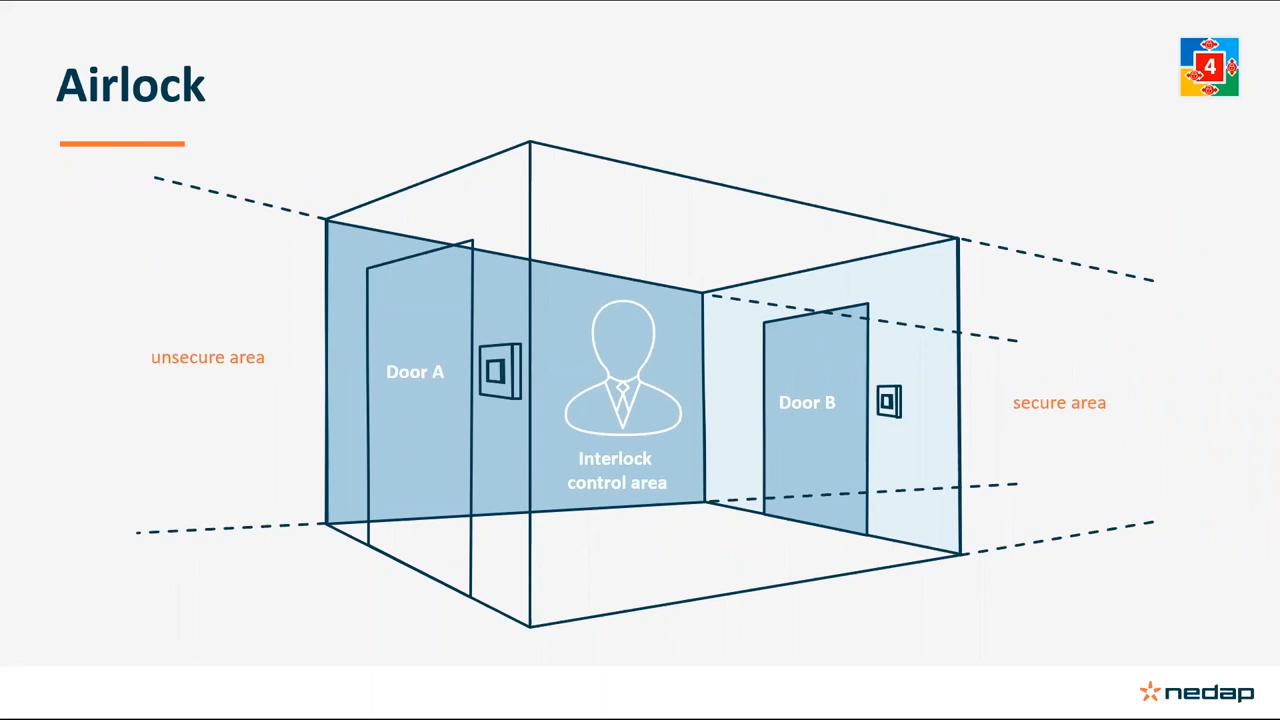 Airlock
4
unsecure area
Door A
Interlock
control area
Door B
secure area
nedap